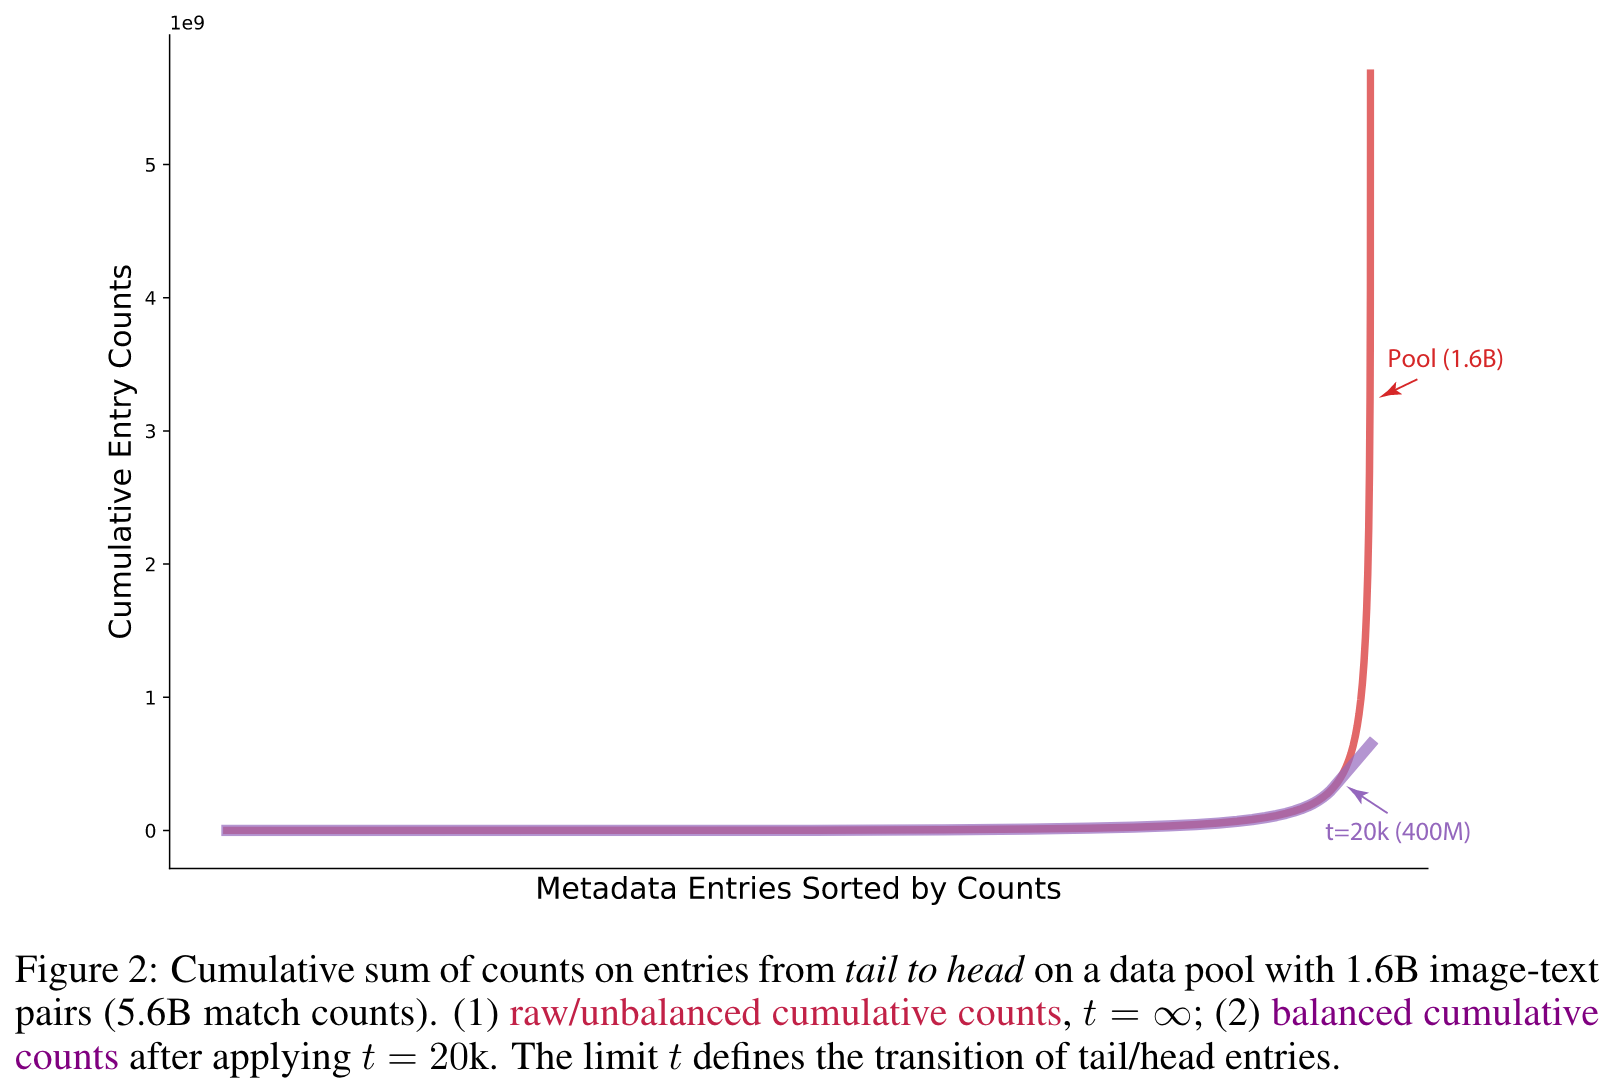 1e9
5
4
3
2
1
0
Cumulative Entry Counts
Pool (1.6B)
t=20k (400M)
Metadata Entries Sorted by Counts
Figure 2: Cumulative sum of counts on entries from tail to head on a data pool with 1.6B image-text
pairs (5.6B match counts). (1) raw/unbalanced cumulative counts, t = ∞; (2) balanced cumulative
counts after applying t = 20k. The limit t defines the transition of tail/head entries.